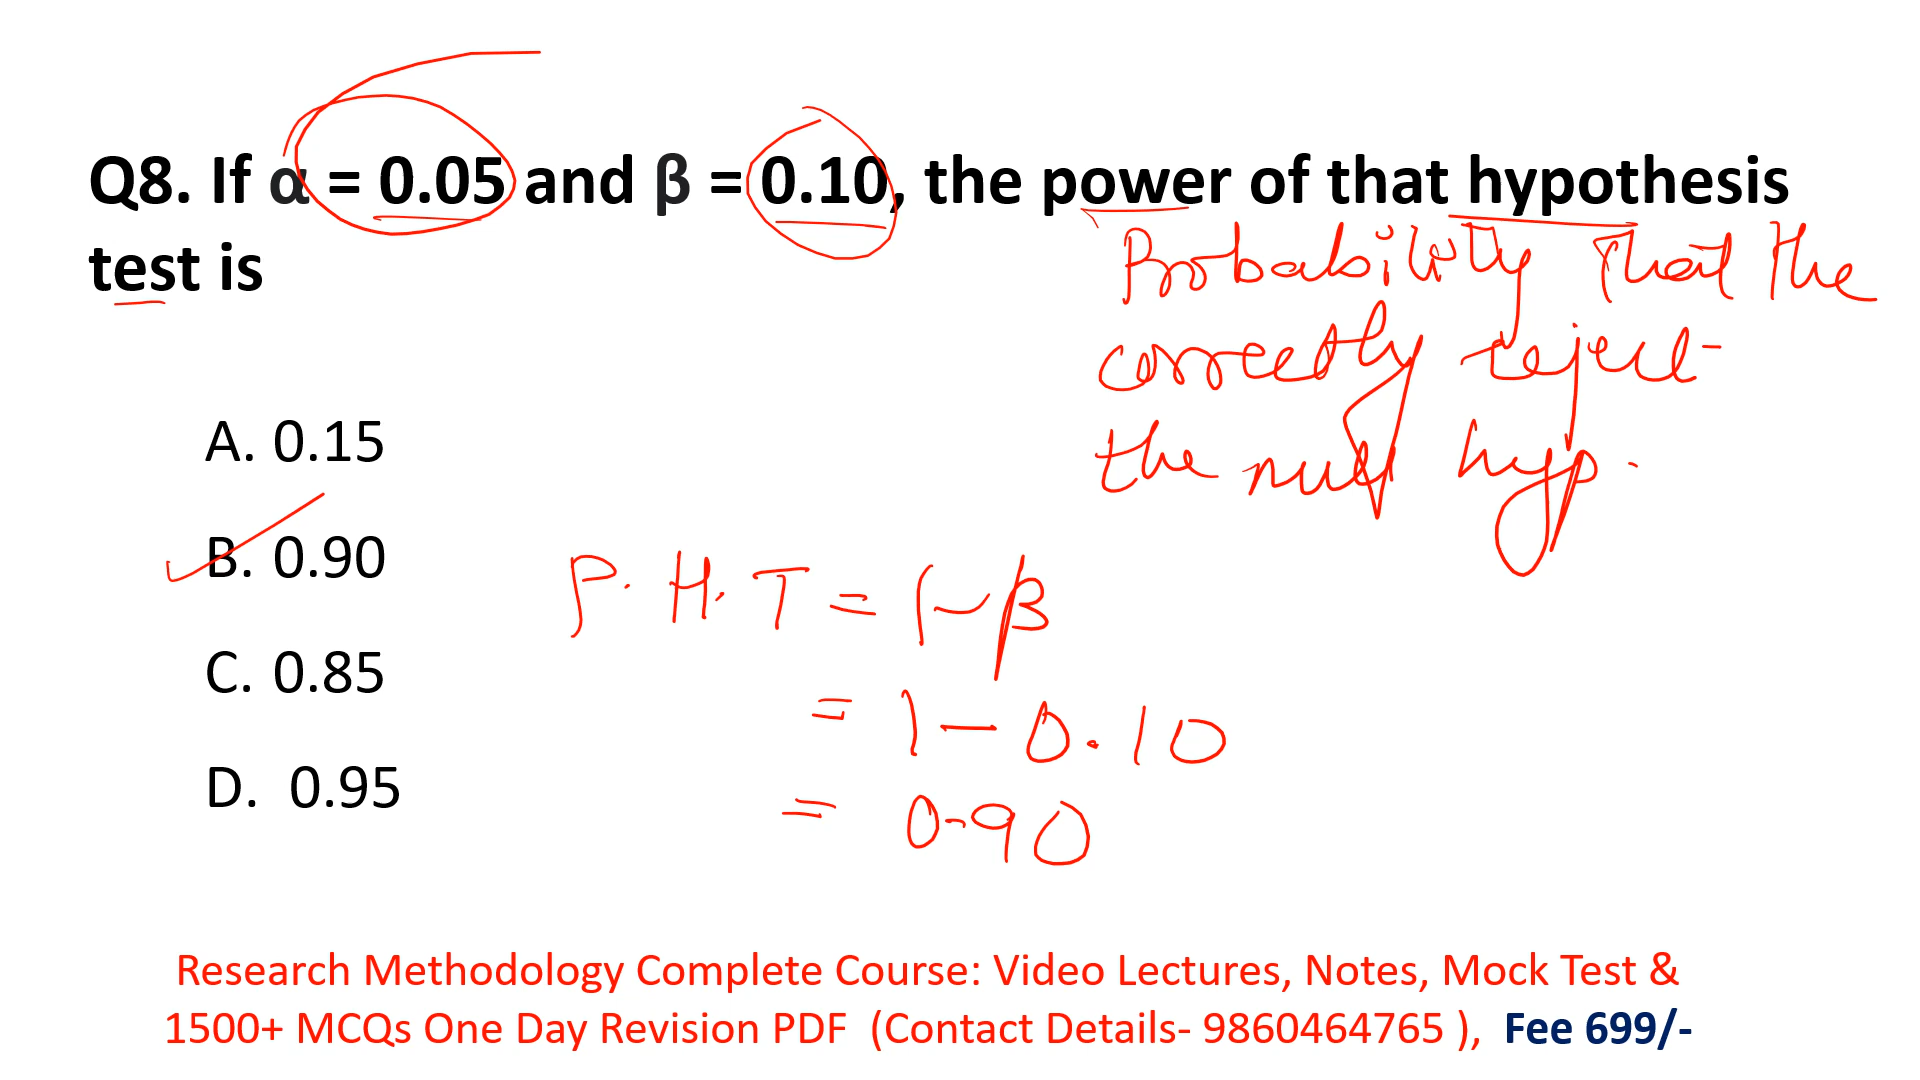 Q8. If α = 0.05 and β = 0.10, the power of that hypothesis
test is
Probability that the
correctly reject
the null hyp.
A. 0.15
B. 0.90
C. 0.85
D. 0.95
P. H. T = 1 - β
= 1 - 0.10
= 0.90
Research Methodology Complete Course: Video Lectures, Notes, Mock Test &
1500+ MCQs One Day Revision PDF (Contact Details- 9860464765 ), Fee 699/-